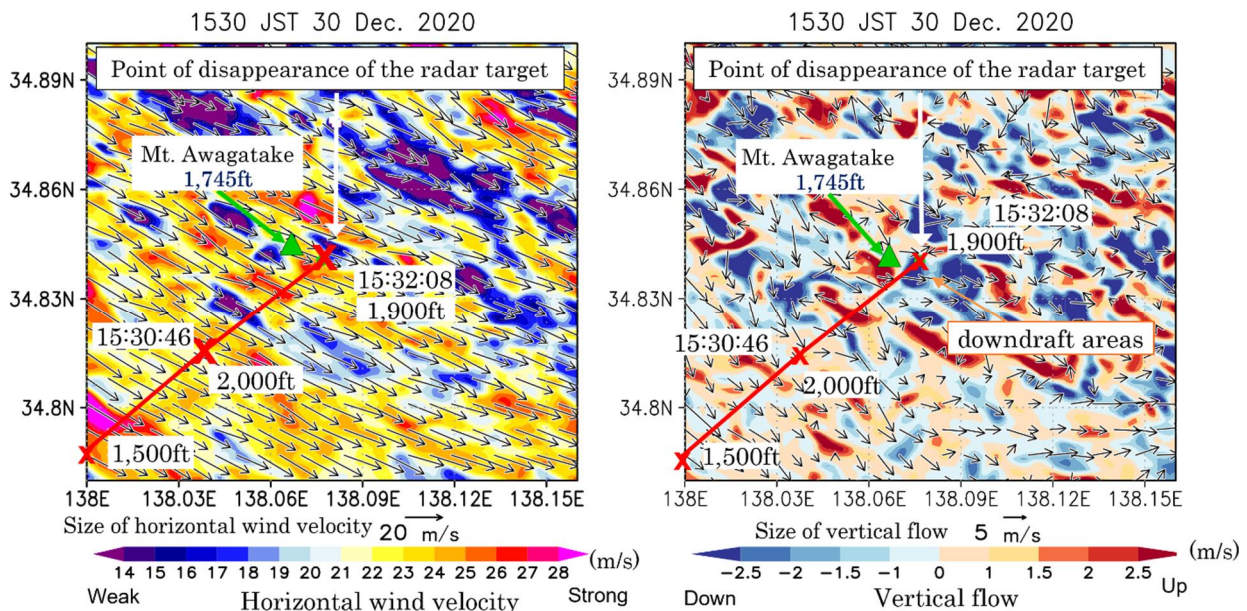 1530 JST 30 Dec. 2020
Point of disappearance of the radar target
Mt. Awagatake
1,745ft
15:32:08
1,900ft
15:30:46
2,000ft
1,500ft
34.89N
34.86N
34.83N
34.8N
138E 138.03E 138.06E 138.09E 138.12E 138.15E
Size of horizontal wind velocity 20 m/s
14 15 16 17 18 19 20 21 22 23 24 25 26 27 28 (m/s)
Weak Horizontal wind velocity Strong
1530 JST 30 Dec. 2020
Point of disappearance of the radar target
Mt. Awagatake
1,745ft
15:32:08
1,900ft
downdraft areas
15:30:46
2,000ft
1,500ft
34.89N
34.86N
34.83N
34.8N
138E 138.03E 138.06E 138.09E 138.12E 138.15E
Size of vertical flow 5 m/s
-2.5 -2 -1.5 -1 0 1 1.5 2 2.5 (m/s)
Down Vertical flow Up